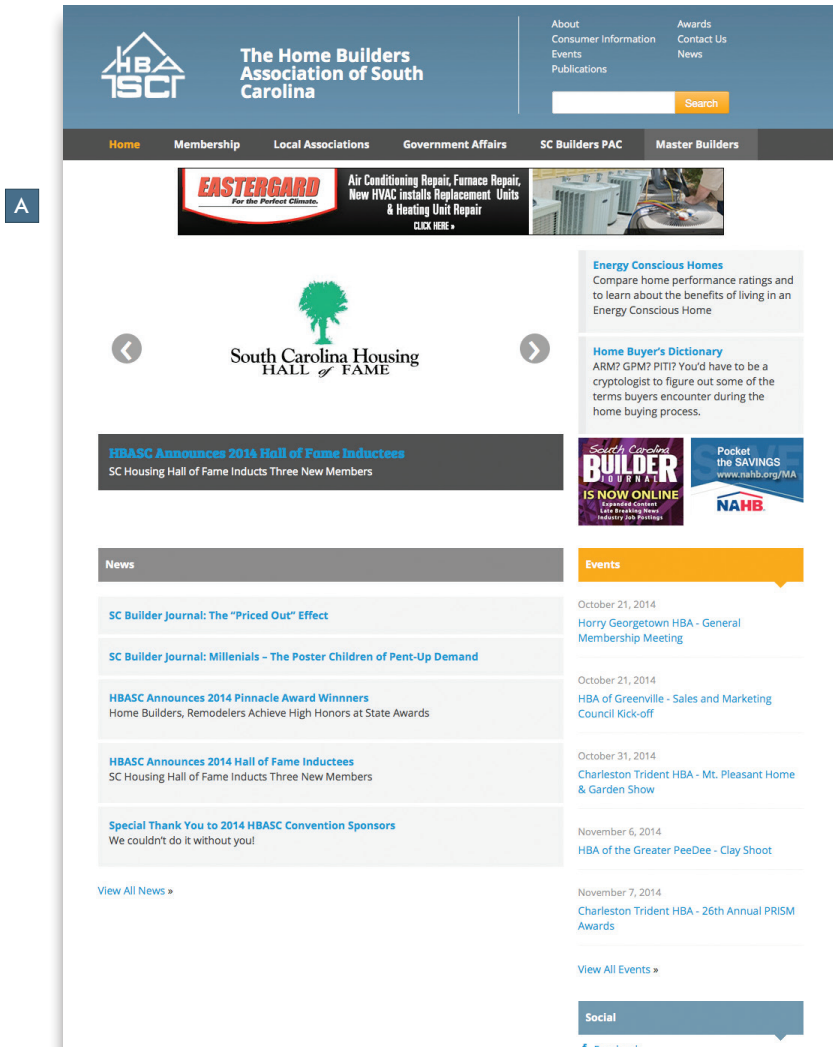 A
HBA
SC
The Home Builders
Association of South
Carolina
About
Consumer Information
Events
Publications
Awards
Contact Us
News
Search
Home
Membership
Local Associations
Government Affairs
SC Builders PAC
Master Builders
EASTERGARD
For the Perfect Climate.
Air Conditioning Repair, Furnace Repair,
New HVAC installs Replacement Units
& Heating Unit Repair
CLICK HERE »
South Carolina Housing
HALL of FAME
HBASC Announces 2014 Hall of Fame Inductees
SC Housing Hall of Fame Inducts Three New Members
Energy Conscious Homes
Compare home performance ratings and
to learn about the benefits of living in an
Energy Conscious Home
Home Buyer's Dictionary
ARM? GPM? PITI? You'd have to be a
cryptologist to figure out some of the
terms buyers encounter during the
home buying process.
South Carolina
BUILDER
JOURNAL
IS NOW ONLINE
Expanded Content
Late Breaking News
Industry Job Postings
SAVE
Pocket
the SAVINGS
www.nahb.org/MA
NAHB
News
SC Builder Journal: The "Priced Out" Effect
SC Builder Journal: Millenials – The Poster Children of Pent-Up Demand
HBASC Announces 2014 Pinnacle Award Winnners
Home Builders, Remodelers Achieve High Honors at State Awards
HBASC Announces 2014 Hall of Fame Inductees
SC Housing Hall of Fame Inducts Three New Members
Special Thank You to 2014 HBASC Convention Sponsors
We couldn't do it without you!
View All News »
Events
October 21, 2014
Horry Georgetown HBA - General
Membership Meeting
October 21, 2014
HBA of Greenville - Sales and Marketing
Council Kick-off
October 31, 2014
Charleston Trident HBA - Mt. Pleasant Home
& Garden Show
November 6, 2014
HBA of the Greater PeeDee - Clay Shoot
November 7, 2014
Charleston Trident HBA - 26th Annual PRISM
Awards
View All Events »
Social